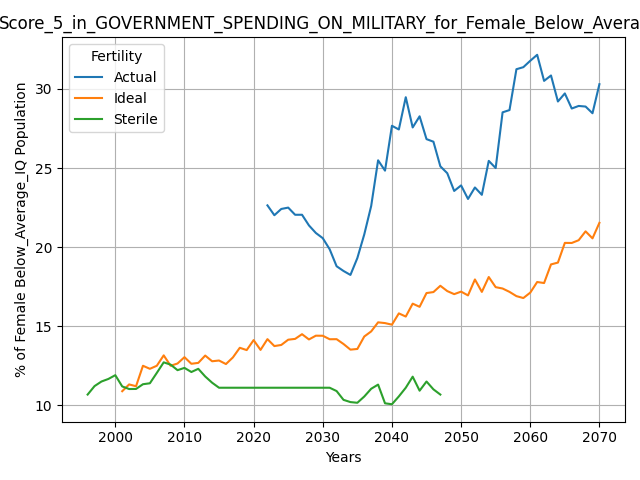 Score_5_in_GOVERNMENT_SPENDING_ON_MILITARY_for_Female_Below_Avera
Fertility
Actual
Ideal
Sterile
% of Female Below_Average_IQ Population
30
25
20
15
10
2000 2010 2020 2030 2040 2050 2060 2070
Years